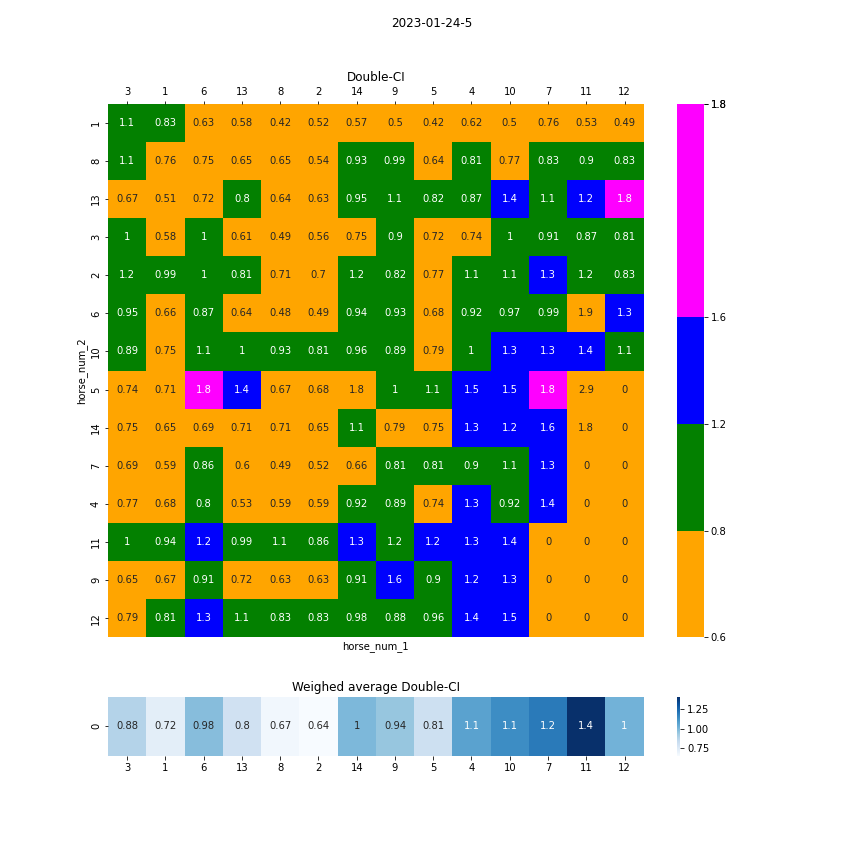 2023-01-24-5
Double-CI
3 1 6 13 8 2 14 9 5 4 10 7 11 12
1 1.1 0.83 0.63 0.58 0.42 0.52 0.57 0.5 0.42 0.62 0.5 0.76 0.53 0.49
8 1.1 0.76 0.75 0.65 0.65 0.54 0.93 0.99 0.64 0.81 0.77 0.83 0.9 0.83
13 0.67 0.51 0.72 0.8 0.64 0.63 0.95 1.1 0.82 0.87 1.4 1.1 1.2 1.8
3 1 0.58 1 0.61 0.49 0.56 0.75 0.9 0.72 0.74 1 0.91 0.87 0.81
2 1.2 0.99 1 0.81 0.71 0.7 1.2 0.82 0.77 1.1 1.1 1.3 1.2 0.83
6 0.95 0.66 0.87 0.64 0.48 0.49 0.94 0.93 0.68 0.92 0.97 0.99 1.9 1.3
10 0.89 0.75 1.1 1 0.93 0.81 0.96 0.89 0.79 1 1.3 1.3 1.4 1.1
5 0.74 0.71 1.8 1.4 0.67 0.68 1.8 1 1.1 1.5 1.5 1.8 2.9 0
14 0.75 0.65 0.69 0.71 0.71 0.65 1.1 0.79 0.75 1.3 1.2 1.6 1.8 0
7 0.69 0.59 0.86 0.6 0.49 0.52 0.66 0.81 0.81 0.9 1.1 1.3 0 0
4 0.77 0.68 0.8 0.53 0.59 0.59 0.92 0.89 0.74 1.3 0.92 1.4 0 0
11 1 0.94 1.2 0.99 1.1 0.86 1.3 1.2 1.2 1.3 1.4 0 0 0
9 0.65 0.67 0.91 0.72 0.63 0.63 0.91 1.6 0.9 1.2 1.3 0 0 0
12 0.79 0.81 1.3 1.1 0.83 0.83 0.98 0.88 0.96 1.4 1.5 0 0 0
horse_num_2
horse_num_1
1.8
1.6
1.2
0.8
0.6
Weighed average Double-CI
0 0.88 0.72 0.98 0.8 0.67 0.64 1 0.94 0.81 1.1 1.1 1.2 1.4 1
3 1 6 13 8 2 14 9 5 4 10 7 11 12
1.25
1.00
0.75